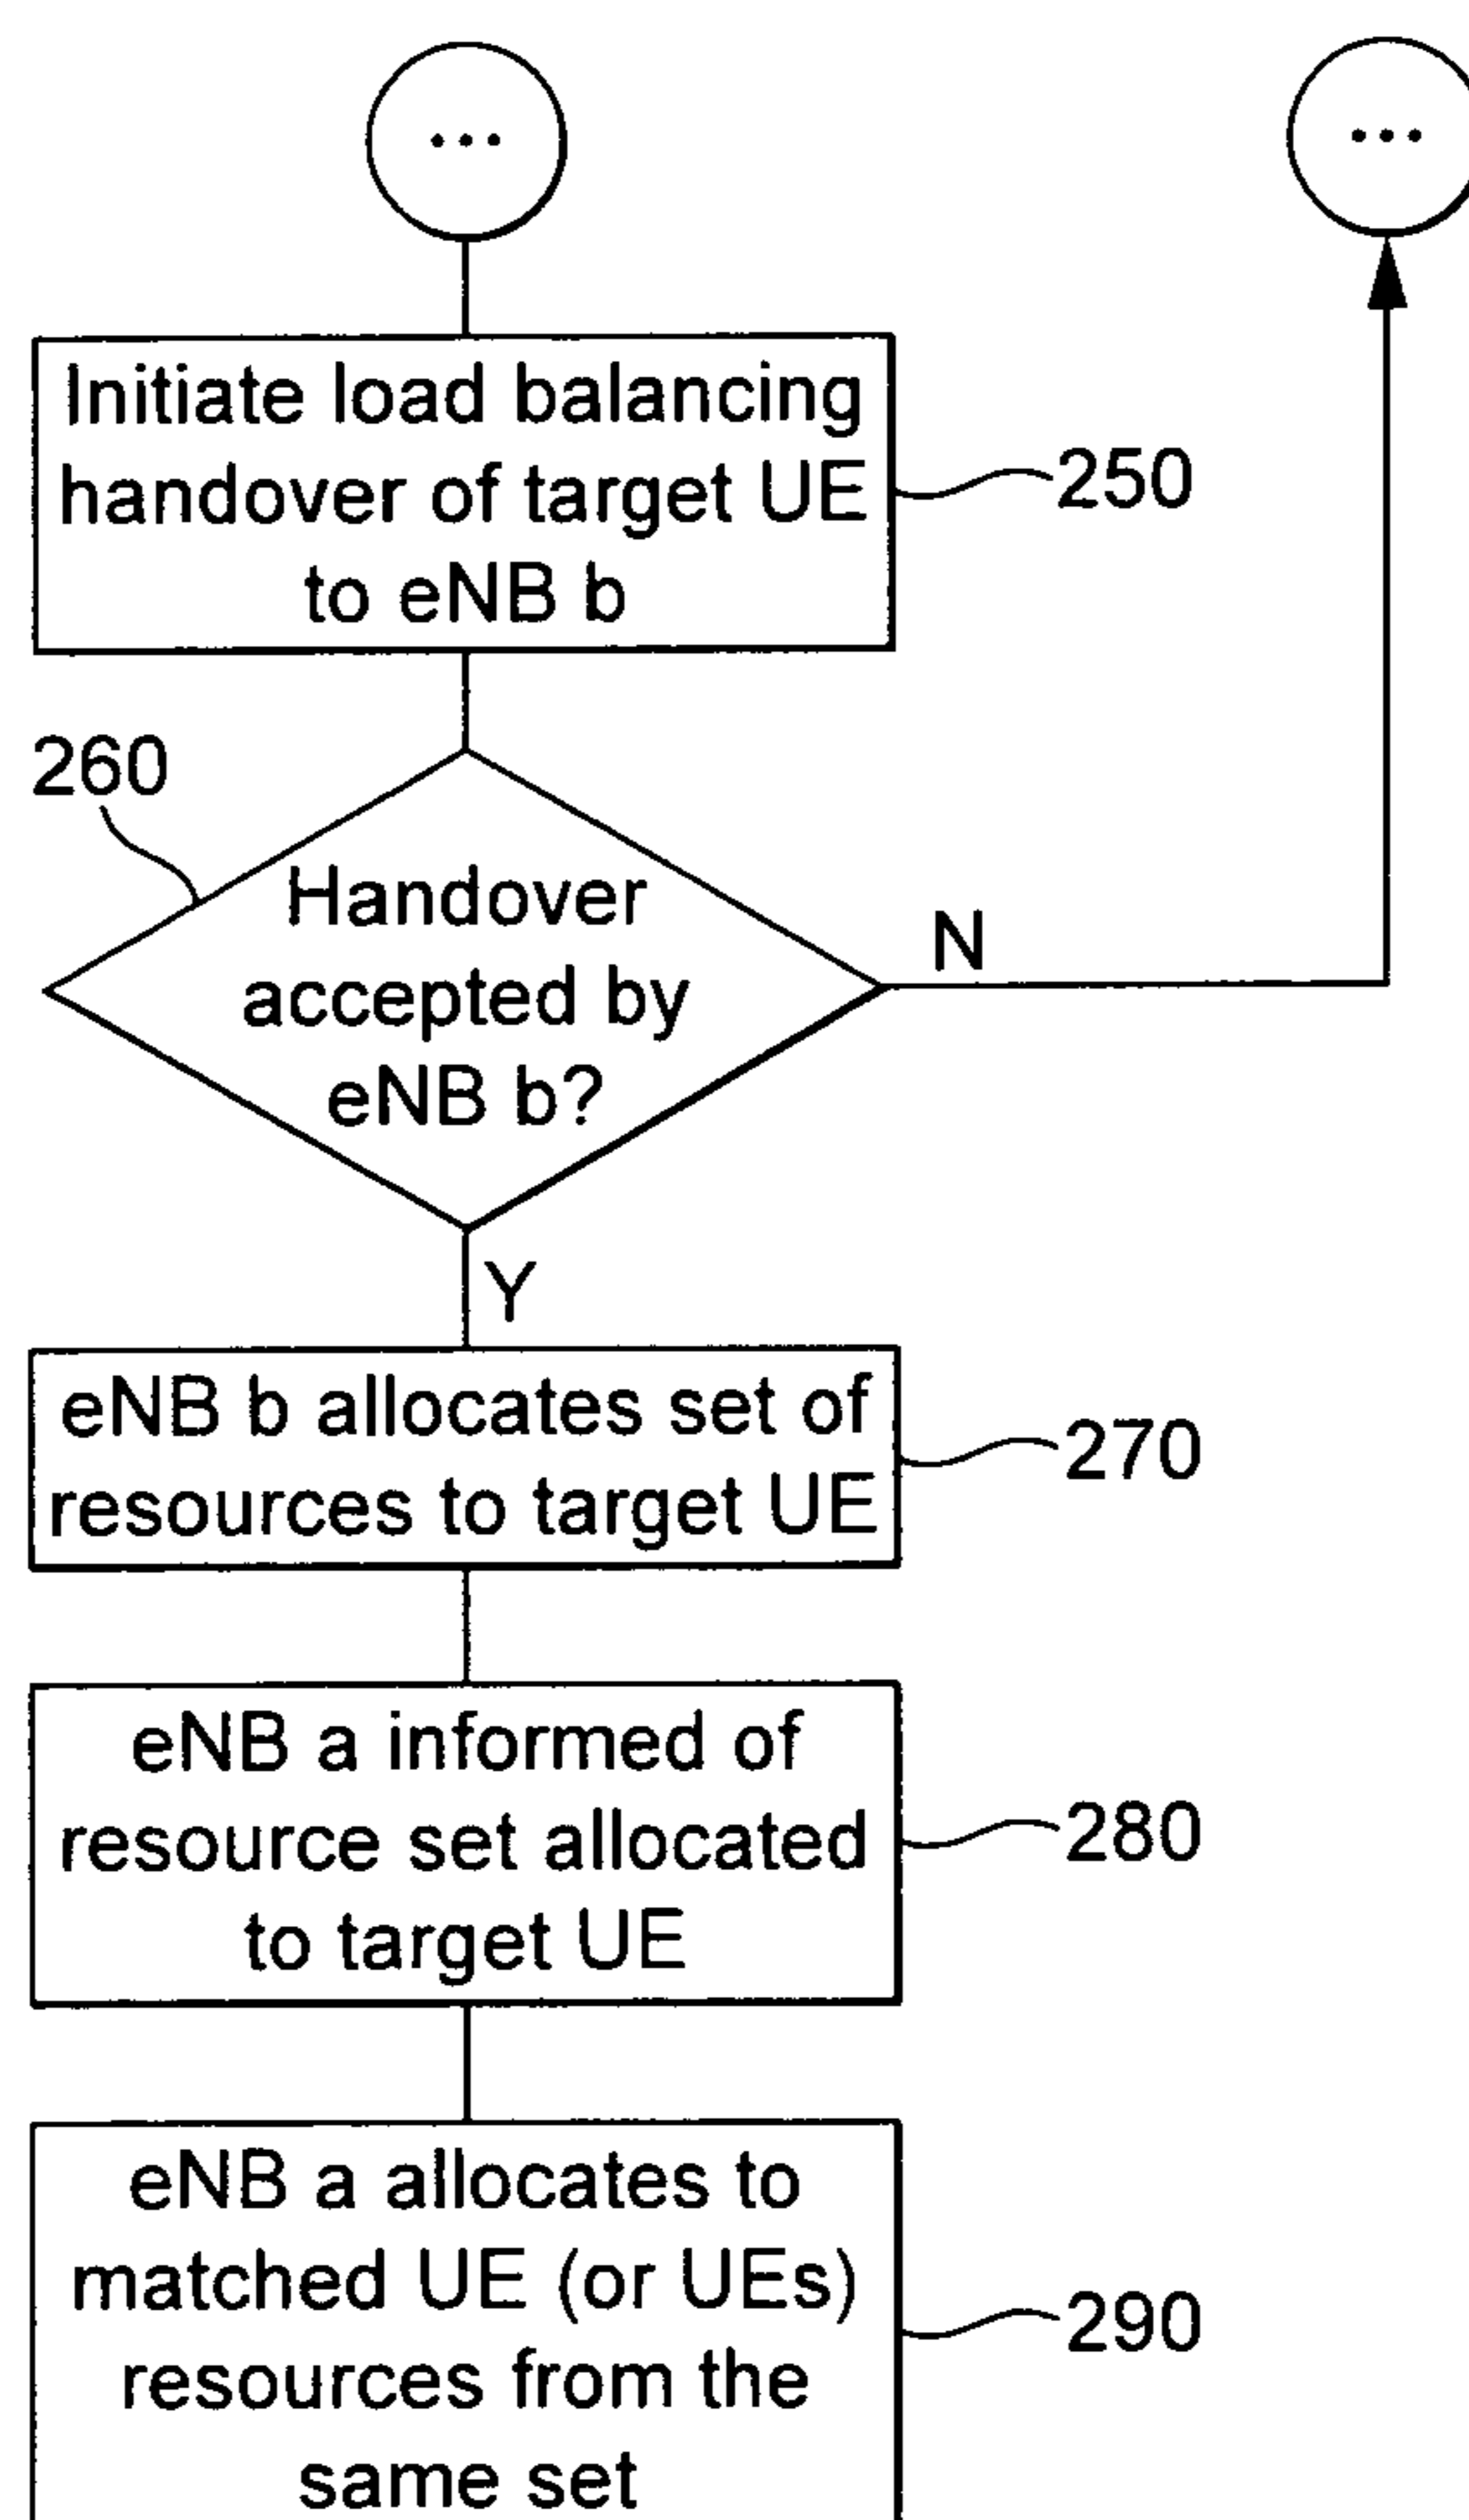 ...
...
Initiate load balancing
handover of target UE
to eNB b
250
260
Handover
accepted by
eNB b?
N
Y
eNB b allocates set of
resources to target UE
270
eNB a informed of
resource set allocated
to target UE
280
eNB a allocates to
matched UE (or UEs)
resources from the
same set
290